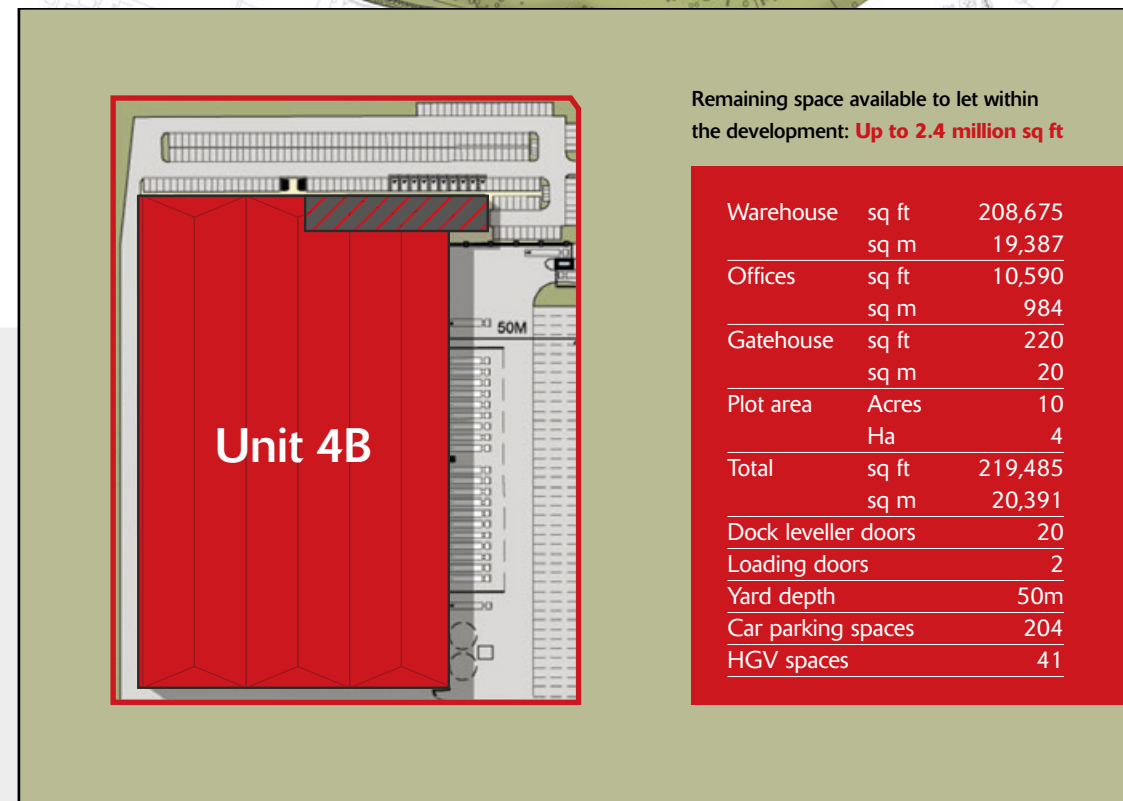 Remaining space available to let within
the development: Up to 2.4 million sq ft
50M
Unit 4B
Warehouse sq ft 208,675
sq m 19,387
Offices sq ft 10,590
sq m 984
Gatehouse sq ft 220
sq m 20
Plot area Acres 10
Ha 4
Total sq ft 219,485
sq m 20,391
Dock leveller doors 20
Loading doors 2
Yard depth 50m
Car parking spaces 204
HGV spaces 41